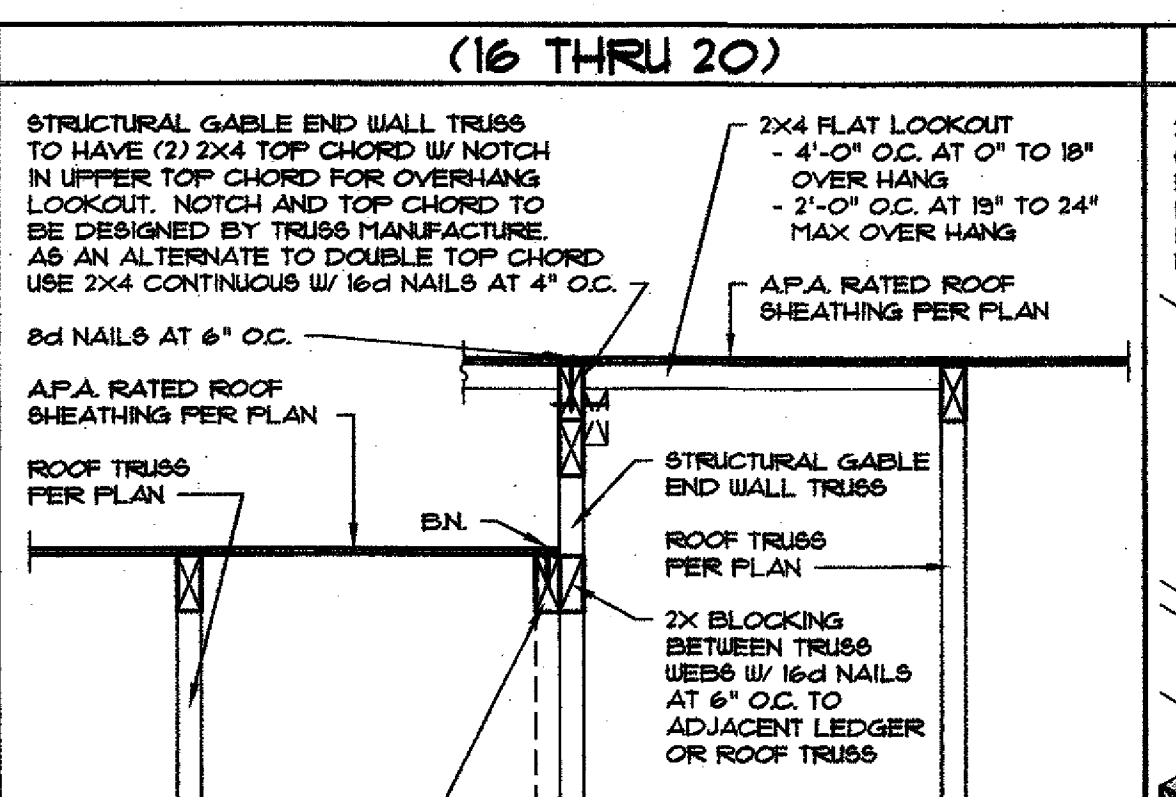 (16 THRU 20)
STRUCTURAL GABLE END WALL TRUSS
TO HAVE (2) 2X4 TOP CHORD W/ NOTCH
IN UPPER TOP CHORD FOR OVERHANG
LOOKOUT. NOTCH AND TOP CHORD TO
BE DESIGNED BY TRUSS MANUFACTURE.
AS AN ALTERNATE TO DOUBLE TOP CHORD
USE 2X4 CONTINUOUS W/ 16d NAILS AT 4" O.C.
8d NAILS AT 6" O.C.
A.P.A. RATED ROOF
SHEATHING PER PLAN
ROOF TRUSS
PER PLAN
B.N.
2X4 FLAT LOOKOUT
- 4'-0" O.C. AT 0" TO 18"
OVER HANG
- 2'-0" O.C. AT 19" TO 24"
MAX OVER HANG
A.P.A. RATED ROOF
SHEATHING PER PLAN
STRUCTURAL GABLE
END WALL TRUSS
ROOF TRUSS
PER PLAN
2X BLOCKING
BETWEEN TRUSS
WEBS W/ 16d NAILS
AT 6" O.C. TO
ADJACENT LEDGER
OR ROOF TRUSS